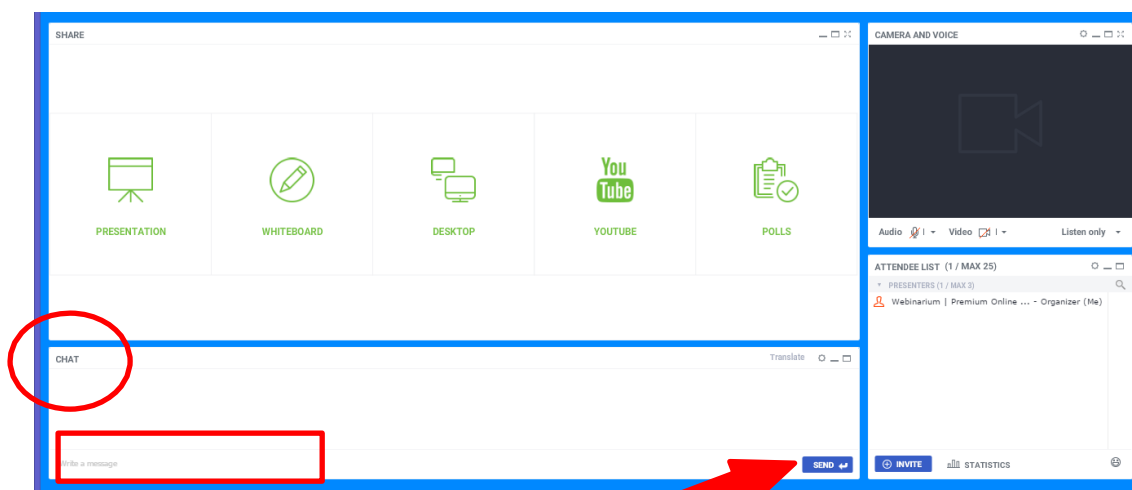 SHARE
PRESENTATION
WHITEBOARD
DESKTOP
You
Tube
YOUTUBE
POLLS
CHAT
Translate
Write a message
SEND
CAMERA AND VOICE
Audio
Video
Listen only
ATTENDEE LIST (1 / MAX 25)
PRESENTERS (1 / MAX 3)
Webinarium | Premium Online ... - Organizer (Me)
INVITE
STATISTICS